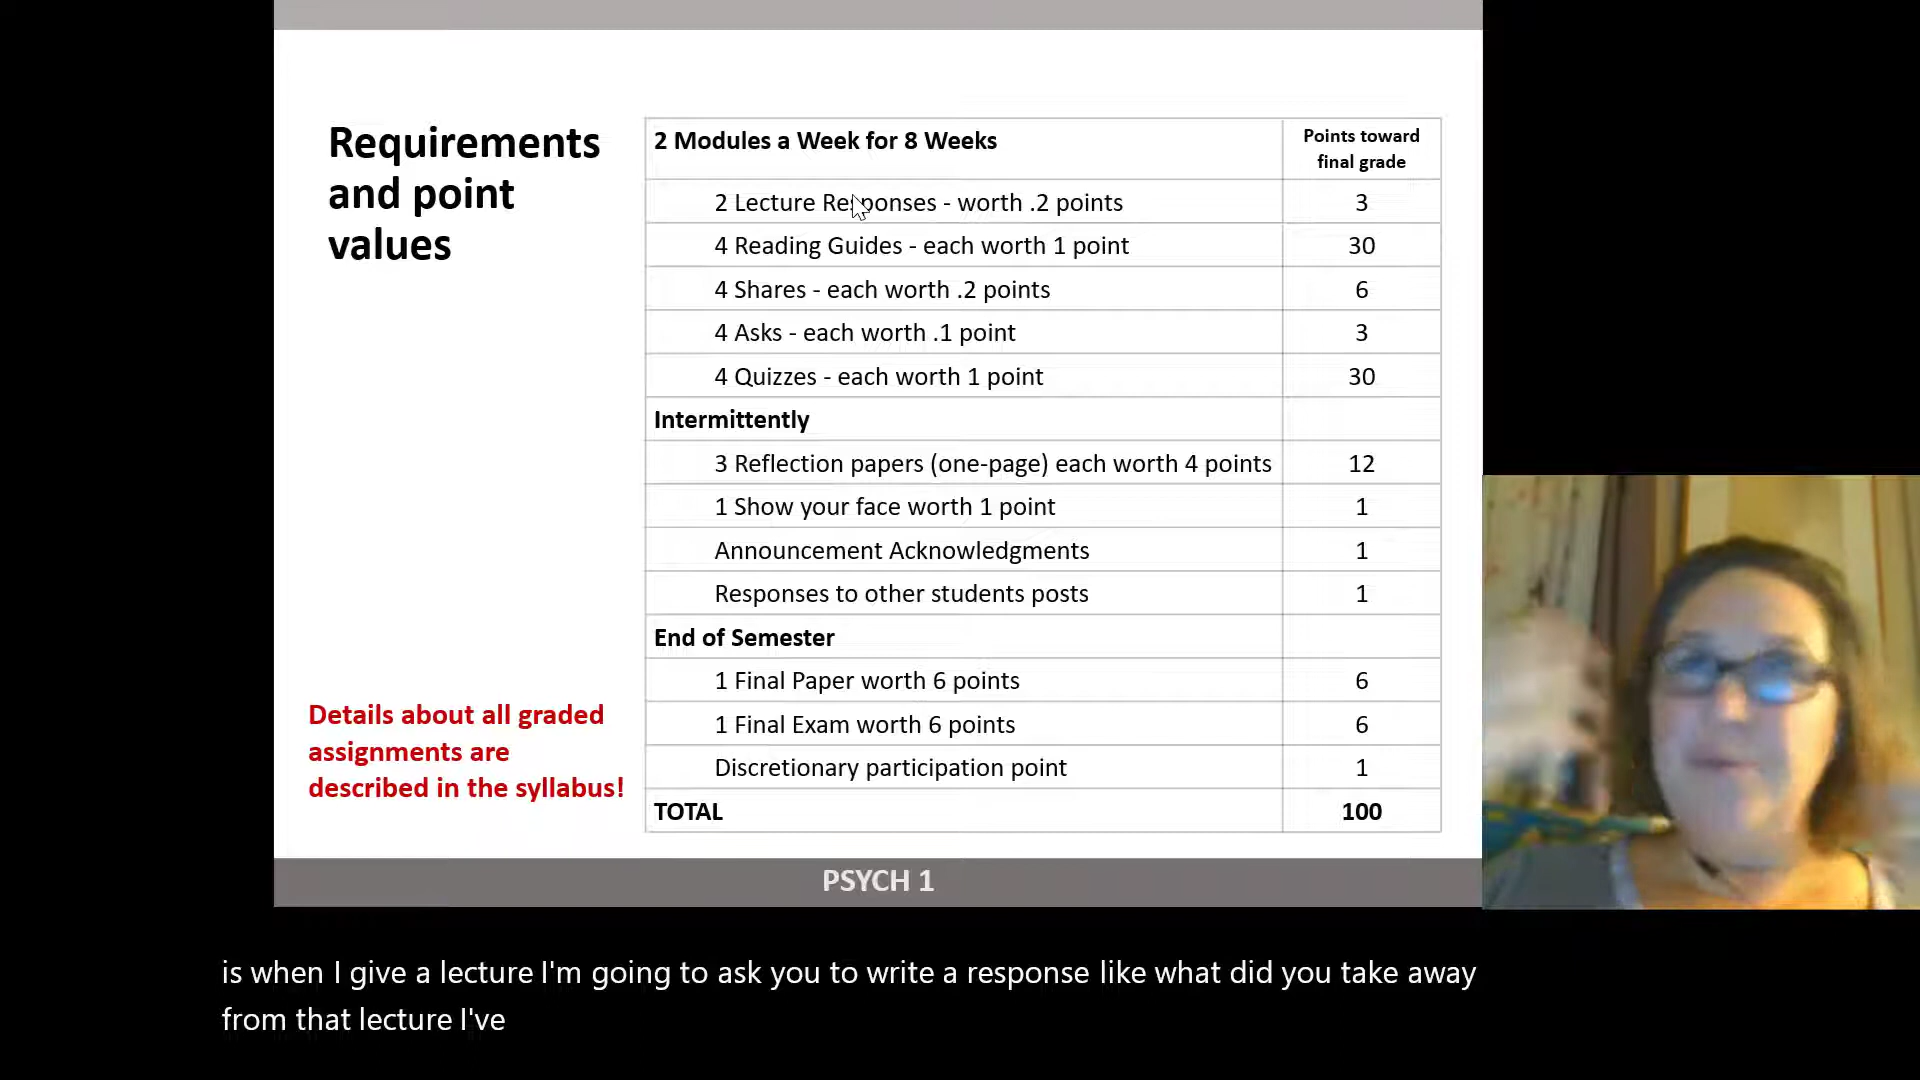 Requirements
and point
values
2 Modules a Week for 8 Weeks
Points toward
final grade
2 Lecture Responses - worth .2 points 3
4 Reading Guides - each worth 1 point 30
4 Shares - each worth .2 points 6
4 Asks - each worth .1 point 3
4 Quizzes - each worth 1 point 30
Intermittently
3 Reflection papers (one-page) each worth 4 points 12
1 Show your face worth 1 point 1
Announcement Acknowledgments 1
Responses to other students posts 1
End of Semester
1 Final Paper worth 6 points 6
1 Final Exam worth 6 points 6
Discretionary participation point 1
TOTAL 100
Details about all graded
assignments are
described in the syllabus!
PSYCH 1
is when I give a lecture I'm going to ask you to write a response like what did you take away
from that lecture I've